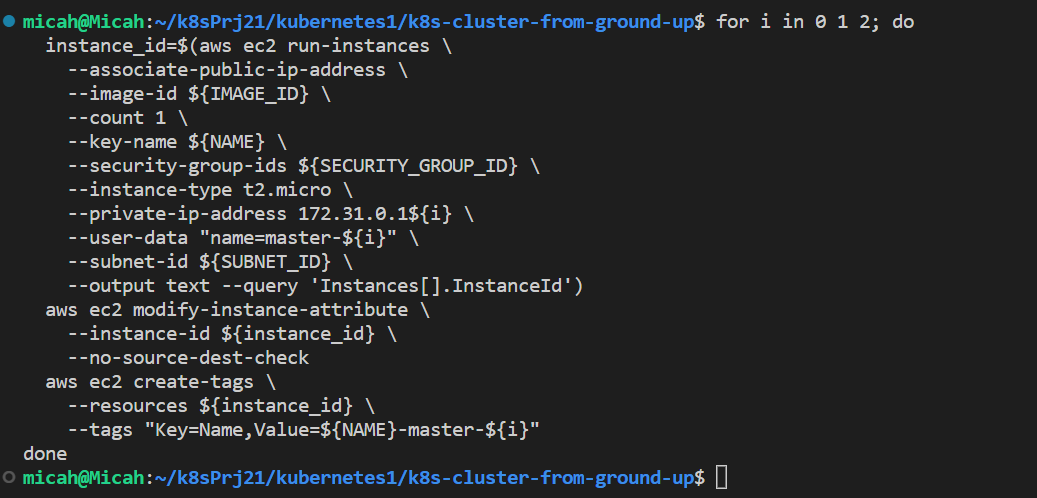 micah@Micah:~/k8sPrj21/kubernetes1/k8s-cluster-from-ground-up$ for i in 0 1 2; do
  instance_id=$(aws ec2 run-instances \
    --associate-public-ip-address \
    --image-id ${IMAGE_ID} \
    --count 1 \
    --key-name ${NAME} \
    --security-group-ids ${SECURITY_GROUP_ID} \
    --instance-type t2.micro \
    --private-ip-address 172.31.0.1${i} \
    --user-data "name=master-${i}" \
    --subnet-id ${SUBNET_ID} \
    --output text --query 'Instances[].InstanceId')
  aws ec2 modify-instance-attribute \
    --instance-id ${instance_id} \
    --no-source-dest-check
  aws ec2 create-tags \
    --resources ${instance_id} \
    --tags "Key=Name,Value=${NAME}-master-${i}"
done
micah@Micah:~/k8sPrj21/kubernetes1/k8s-cluster-from-ground-up$